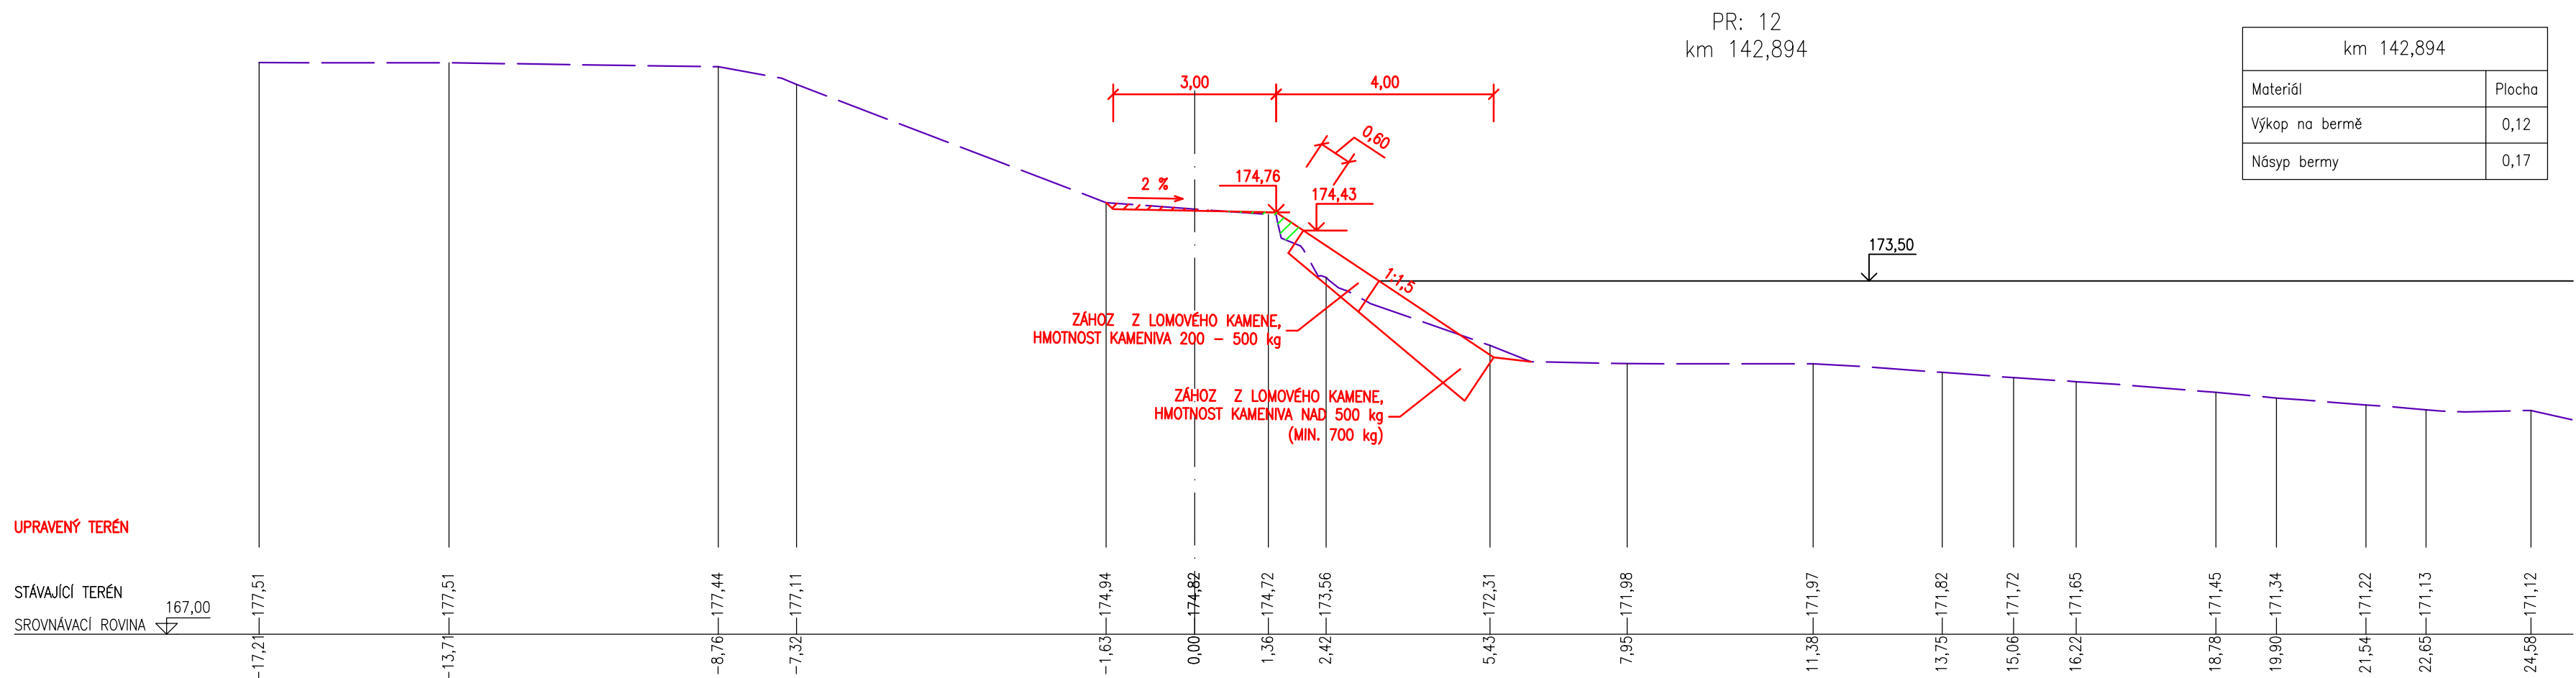 PR: 12
km 142,894
km 142,894
Materiál Plocha
Výkop na bermě 0,12
Násyp bermy 0,17
3,00 4,00
0,60
2 % 174,76
174,43
173,50
1:1,5
ZÁHOZ Z LOMOVÉHO KAMENE,
HMOTNOST KAMENIVA 200 – 500 kg
ZÁHOZ Z LOMOVÉHO KAMENE,
HMOTNOST KAMENIVA NAD 500 kg
(MIN. 700 kg)
UPRAVENÝ TERÉN
STÁVAJÍCÍ TERÉN
177,51 177,51 177,44 177,11 174,94 174,82 174,72 173,56 172,31 171,98 171,97 171,82 171,72 171,65 171,45 171,34 171,22 171,13 171,12
167,00
SROVNÁVACÍ ROVINA
-17,21 -13,71 -8,76 -7,32 -1,63 0,00 1,36 2,42 5,43 7,95 11,38 13,75 15,06 16,22 18,78 19,90 21,54 22,65 24,58